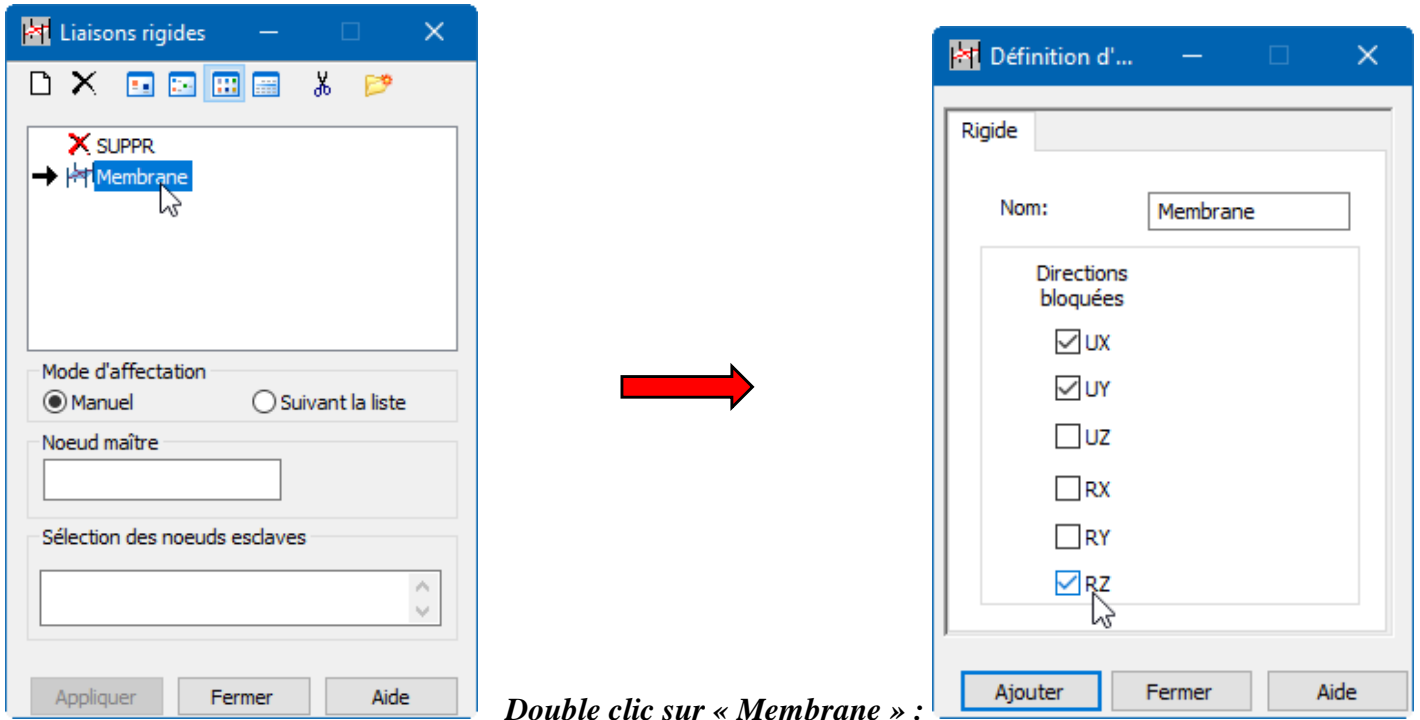 Liaisons rigides
SUPPR
Membrane
Mode d'affectation
Manuel Suivant la liste
Noeud maître
Sélection des noeuds esclaves
Appliquer Fermer Aide
Double clic sur « Membrane » :
Définition d'...
Rigide
Nom: Membrane
Directions
bloquées
UX
UY
UZ
RX
RY
RZ
Ajouter Fermer Aide